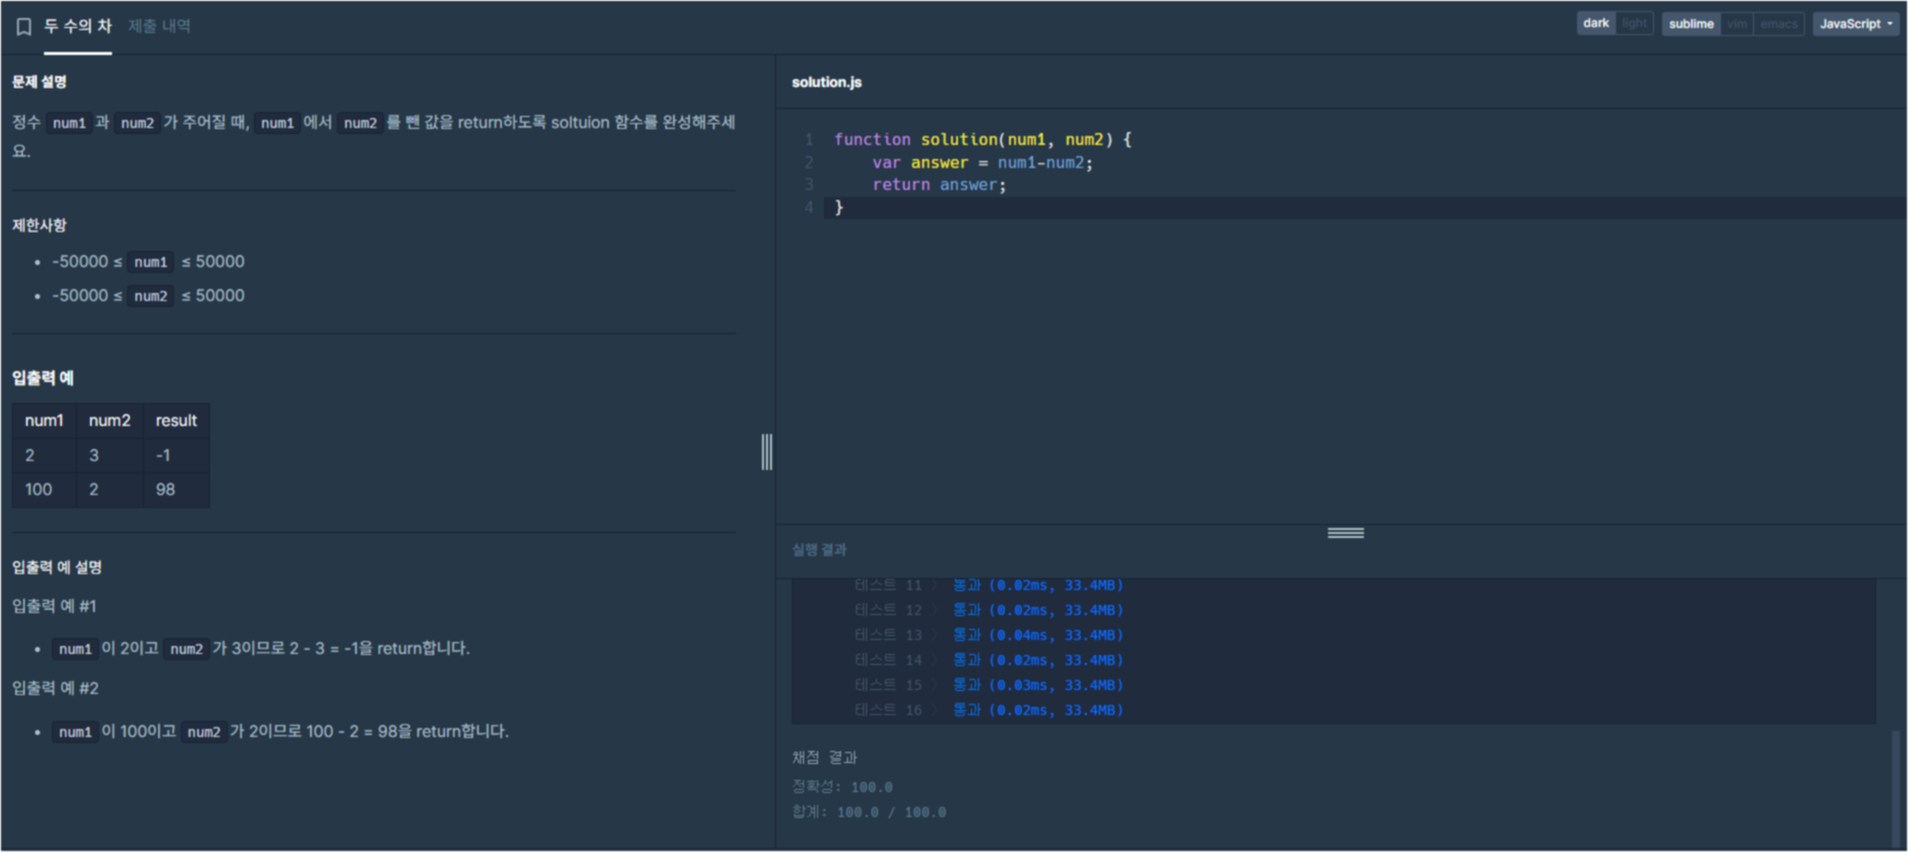 두 수의 차 제출 내역
dark light sublime vim emacs JavaScript
문제 설명
정수 num1 과 num2 가 주어질 때, num1 에서 num2 를 뺀 값을 return하도록 soltuion 함수를 완성해주세
요.
제한사항
• -50000 ≤ num1 ≤ 50000
• -50000 ≤ num2 ≤ 50000
입출력 예
num1 num2 result
2 3 -1
100 2 98
입출력 예 설명
입출력 예 #1
• num1 이 2이고 num2 가 3이므로 2 - 3 = -1을 return합니다.
입출력 예 #2
• num1 이 100이고 num2 가 2이므로 100 - 2 = 98을 return합니다.
solution.js
1 function solution(num1, num2) {
2 var answer = num1-num2;
3 return answer;
4 }
실행 결과
테스트 11 〉 통과 (0.02ms, 33.4MB)
테스트 12 〉 통과 (0.02ms, 33.4MB)
테스트 13 〉 통과 (0.04ms, 33.4MB)
테스트 14 〉 통과 (0.02ms, 33.4MB)
테스트 15 〉 통과 (0.03ms, 33.4MB)
테스트 16 〉 통과 (0.02ms, 33.4MB)
채점 결과
정확성: 100.0
합계: 100.0 / 100.0